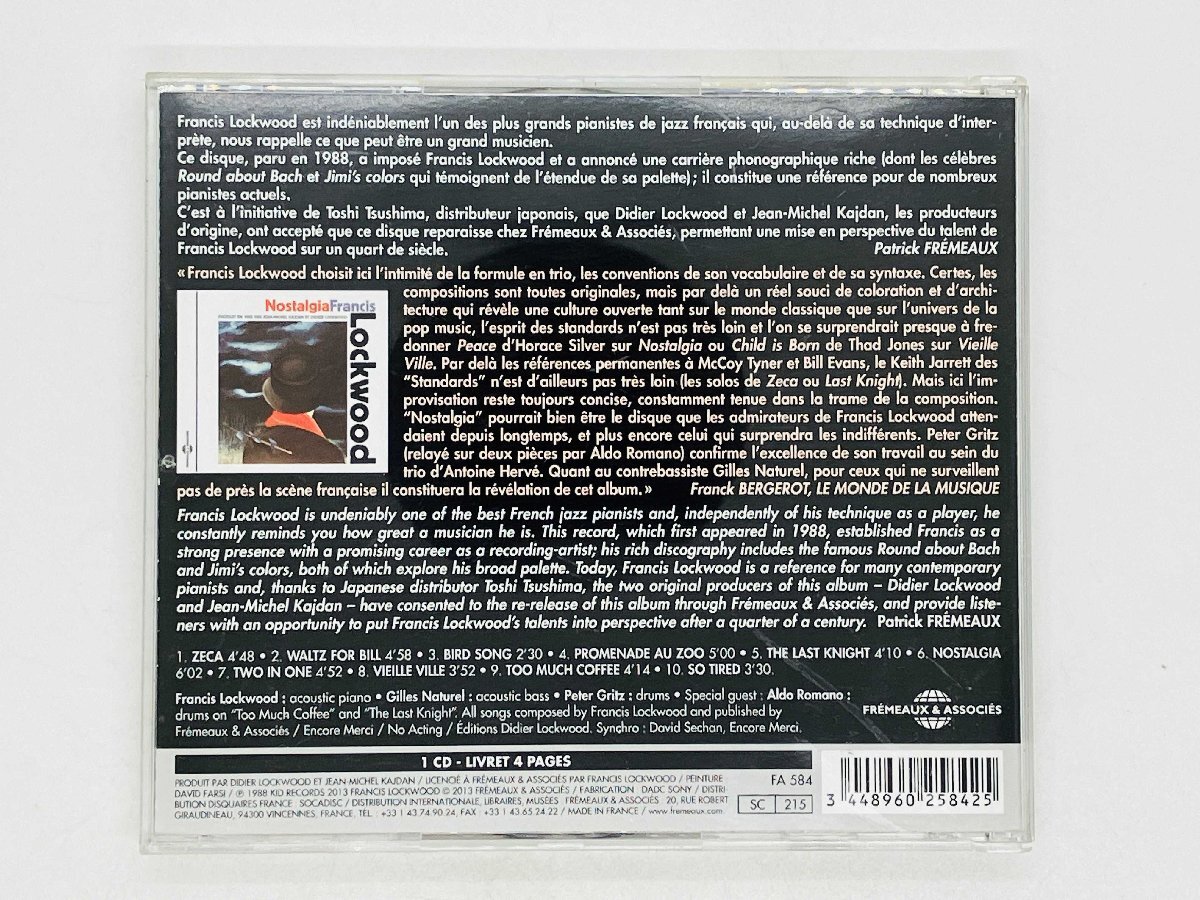 Francis Lockwood est indéniablement l'un des plus grands pianistes de jazz français qui, au-delà de sa technique d'inter-
prète, nous rappelle ce que peut être un grand musicien.
Ce disque, paru en 1988, a imposé Francis Lockwood et a annoncé une carrière phonographique riche (dont les célèbres
Round about Bach et Jimi's colors qui témoignent de l'étendue de sa palette) ; il constitue une référence pour de nombreux
pianistes actuels.
C'est à l'initiative de Toshi Tsushima, distributeur japonais, que Didier Lockwood et Jean-Michel Kajdan, les producteurs
d'origine, ont accepté que ce disque reparaisse chez Frémeaux & Associés, permettant une mise en perspective du talent de
Francis Lockwood sur un quart de siècle. Patrick FRÉMEAUX
« Francis Lockwood choisit ici l'intimité de la formule en trio, les conventions de son vocabulaire et de sa syntaxe. Certes, les
compositions sont toutes originales, mais par delà un réel souci de coloration et d'archi-
tecture qui révèle une culture ouverte tant sur le monde classique que sur l'univers de la
pop music, l'esprit des standards n'est pas très loin et l'on se surprendrait presque à fre-
donner Peace d'Horace Silver sur Nostalgia ou Child is Born de Thad Jones sur Vieille
Ville. Par delà les références permanentes à McCoy Tyner et Bill Evans, le Keith Jarrett des
"Standards" n'est d'ailleurs pas très loin (les solos de Zeca ou Last Knight). Mais ici l'im-
provisation reste toujours concise, constamment tenue dans la trame de la composition.
"Nostalgia" pourrait bien être le disque que les admirateurs de Francis Lockwood atten-
daient depuis longtemps, et plus encore celui qui surprendra les indifférents. Peter Gritz
(relayé sur deux pièces par Aldo Romano) confirme l'excellence de son travail au sein du
trio d'Antoine Hervé. Quant au contrebassiste Gilles Naturel, pour ceux qui ne surveillent
pas de près la scène française il constituera la révélation de cet album. » Franck BERGEROT, LE MONDE DE LA MUSIQUE
NostalgiaFrancis
Lockwood
Francis Lockwood is undeniably one of the best French jazz pianists and, independently of his technique as a player, he
constantly reminds you how great a musician he is. This record, which first appeared in 1988, established Francis as a
strong presence with a promising career as a recording-artist; his rich discography includes the famous Round about Bach
and Jimi's colors, both of which explore his broad palette. Today, Francis Lockwood is a reference for many contemporary
pianists and, thanks to Japanese distributor Toshi Tsushima, the two original producers of this album – Didier Lockwood
and Jean-Michel Kajdan – have consented to the re-release of this album through Frémeaux & Associés, and provide liste-
ners with an opportunity to put Francis Lockwood's talents into perspective after a quarter of a century. Patrick FRÉMEAUX
1. ZECA 4'48 • 2. WALTZ FOR BILL 4'58 • 3. BIRD SONG 2'30 • 4. PROMENADE AU ZOO 5'00 • 5. THE LAST KNIGHT 4'10 • 6. NOSTALGIA
6'02 • 7. TWO IN ONE 4'52 • 8. VIEILLE VILLE 3'52 • 9. TOO MUCH COFFEE 4'14 • 10. SO TIRED 3'30.
Francis Lockwood : acoustic piano • Gilles Naturel : acoustic bass • Peter Gritz : drums • Special guest : Aldo Romano :
drums on "Too Much Coffee" and "The Last Knight". All songs composed by Francis Lockwood and published by
Frémeaux & Associés / Encore Merci / No Acting / Éditions Didier Lockwood. Synchro : David Sechan, Encore Merci.
FRÉMEAUX & ASSOCIÉS
1 CD - LIVRET 4 PAGES
PRODUIT PAR DIDIER LOCKWOOD ET JEAN-MICHEL KAJDAN / LICENCIÉ À FRÉMEAUX & ASSOCIÉS PAR FRANCIS LOCKWOOD / PEINTURE
DAVID FARSI / ℗ 1988 KID RECORDS 2013 FRANCIS LOCKWOOD © 2013 FRÉMEAUX & ASSOCIÉS / FABRICATION : DADC SONY / DISTRI-
BUTION DISQUAIRES FRANCE : SOCADISC / DISTRIBUTION INTERNATIONALE, LIBRAIRES, MUSÉES : FRÉMEAUX & ASSOCIÉS : 20, RUE ROBERT
GIRAUDINEAU, 94300 VINCENNES, FRANCE, TÉL : +33 1 43.74.90.24, FAX : +33 1 43.65.24.22 / MADE IN FRANCE / www.fremeaux.com
FA 584
SC 215
3 448960 258425